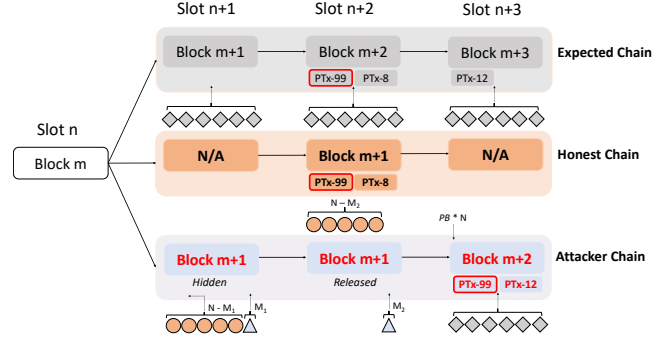 Slot n+1
Slot n+2
Slot n+3
Block m+1
Block m+2
Block m+3
Expected Chain
PTx-99
PTx-8
PTx-12
Slot n
Block m
N/A
Block m+1
N/A
Honest Chain
PTx-99
PTx-8
N – M2
PB * N
Block m+1
Block m+1
Block m+2
Attacker Chain
Hidden
Released
PTx-99
PTx-12
N - M1
M1
M2